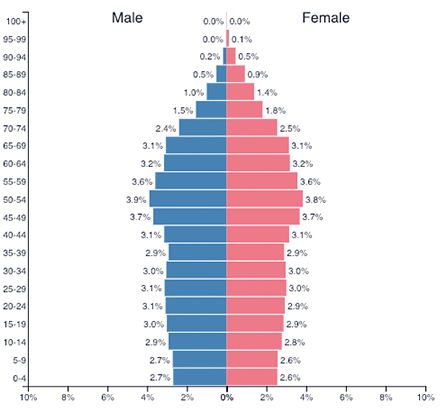 Male Female
100+ 0.0% 0.0%
95-99 0.0% 0.1%
90-94 0.2% 0.5%
85-89 0.5% 0.9%
80-84 1.0% 1.4%
75-79 1.5% 1.8%
70-74 2.4% 2.5%
65-69 3.1% 3.1%
60-64 3.2% 3.2%
55-59 3.6% 3.6%
50-54 3.9% 3.8%
45-49 3.7% 3.7%
40-44 3.1% 3.1%
35-39 2.9% 2.9%
30-34 3.0% 3.0%
25-29 3.1% 3.0%
20-24 3.1% 2.9%
15-19 3.0% 2.9%
10-14 2.9% 2.8%
5-9 2.7% 2.6%
0-4 2.7% 2.6%
10% 8% 6% 4% 2% 0% 2% 4% 6% 8% 10%